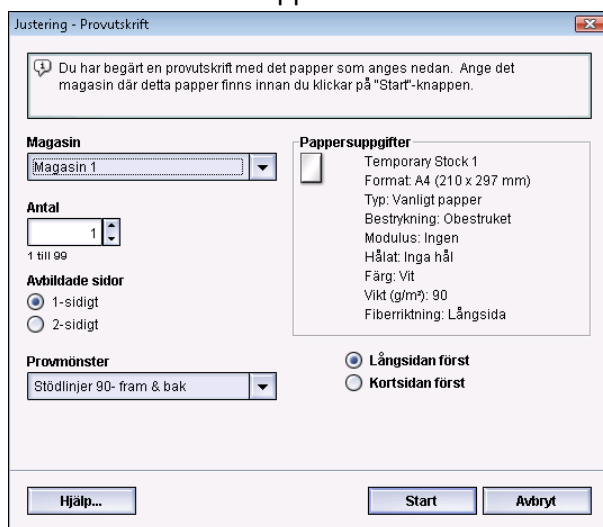 Justering - Provutskrift
Du har begärt en provutskrift med det papper som anges nedan. Ange det
magasin där detta papper finns innan du klickar på "Start"-knappen.
Magasin
Magasin 1
Antal
1
1 till 99
Avbildade sidor
1-sidigt
2-sidigt
Provmönster
Stödlinjer 90- fram & bak
Pappersuppgifter
Temporary Stock 1
Format: A4 (210 x 297 mm)
Typ: Vanligt papper
Bestrykning: Obestruket
Modulus: Ingen
Hålat: Inga hål
Färg: Vit
Vikt (g/m²): 90
Fiberriktning: Långsida
Långsidan först
Kortsidan först
Hjälp...
Start
Avbryt